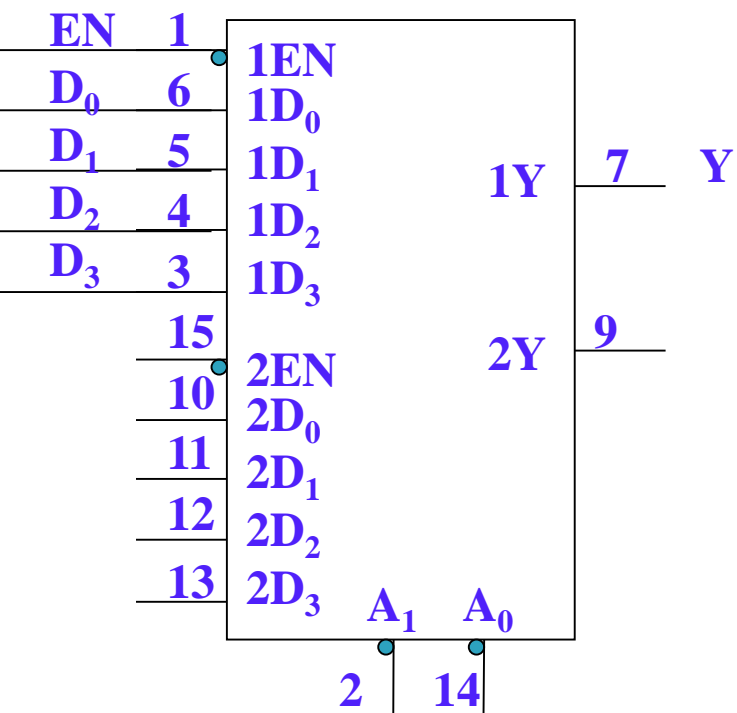 EN 1 1EN
D₀ 6 1D₀
D₁ 5 1D₁ 1Y 7 Y
D₂ 4 1D₂
D₃ 3 1D₃
15 2EN 2Y 9
10 2D₀
11 2D₁
12 2D₂
13 2D₃
A₁ A₀
2 14